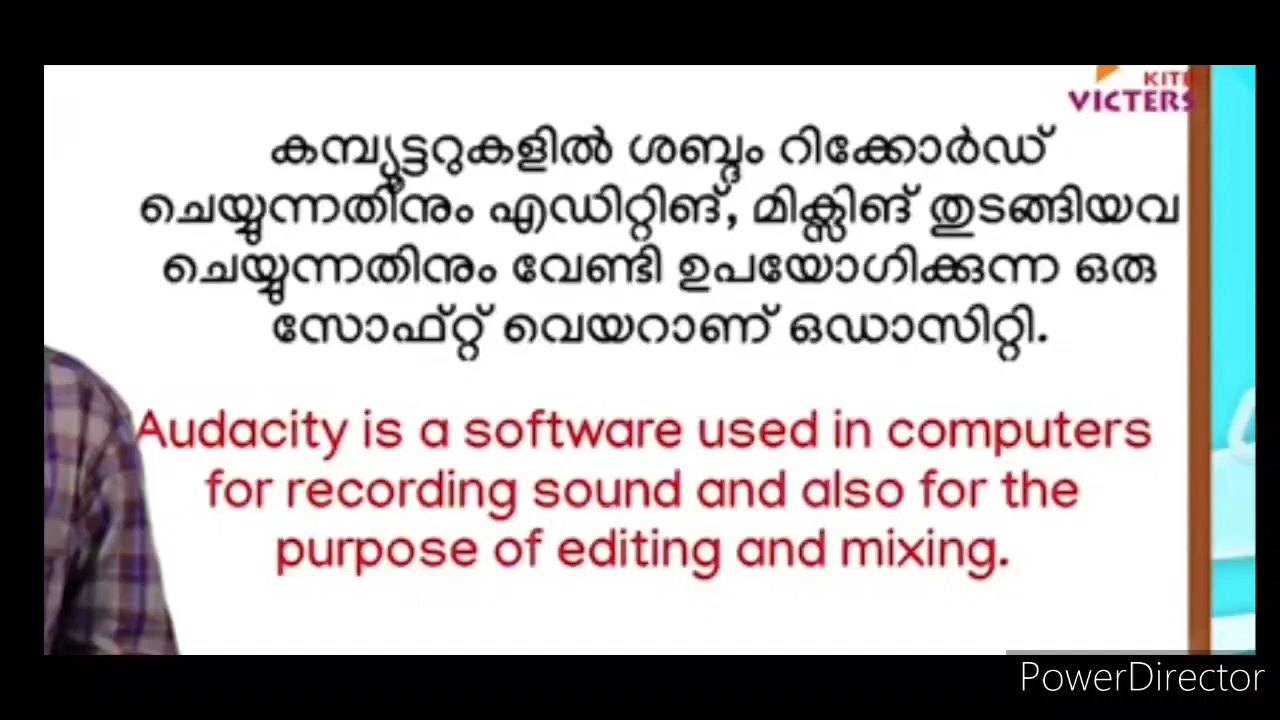 KITE
VICTERS
കമ്പ്യൂട്ടറുകളിൽ ശബ്ദം റിക്കോർഡ്
ചെയ്യുന്നതിനും എഡിറ്റിങ്, മിക്സിങ് തുടങ്ങിയവ
ചെയ്യുന്നതിനും വേണ്ടി ഉപയോഗിക്കുന്ന ഒരു
സോഫ്റ്റ് വെയറാണ് ഒഡാസിറ്റി.
Audacity is a software used in computers
for recording sound and also for the
purpose of editing and mixing.
PowerDirector